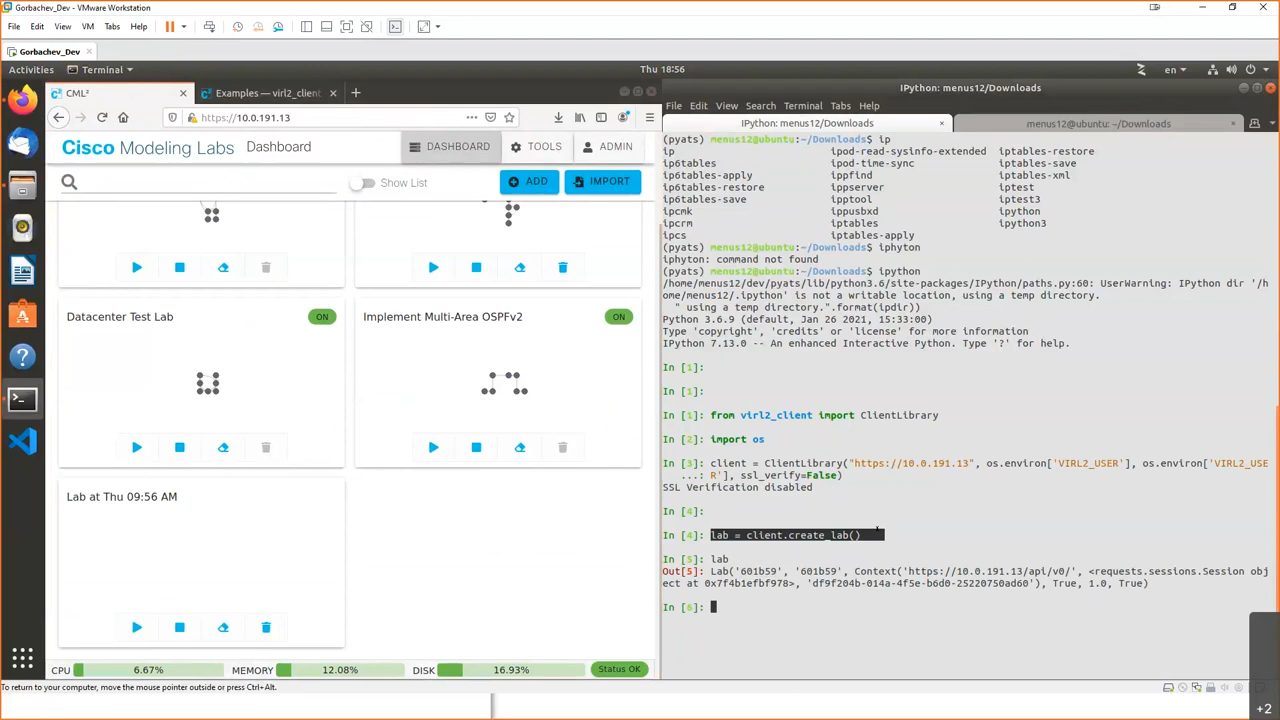 Gorbachev_Dev - VMware Workstation
File Edit View VM Tabs Help
Gorbachev_Dev
Activities Terminal Thu 18:56 en
CML² Examples — virl2_client
https://10.0.191.13
Cisco Modeling Labs Dashboard DASHBOARD TOOLS ADMIN
Show List ADD IMPORT
Datacenter Test Lab ON
Implement Multi-Area OSPFv2 ON
Lab at Thu 09:56 AM
CPU 6.67% MEMORY 12.08% DISK 16.93% Status OK
IPython: menus12/Downloads
File Edit View Search Terminal Tabs Help
IPython: menus12/Downloads menus12@ubuntu: ~/Downloads
(pyats) menus12@ubuntu:~/Downloads$ ip
ip ipod-read-sysinfo-extended iptables-restore
ip6tables ipod-time-sync iptables-save
ip6tables-apply ippfind iptables-xml
ip6tables-restore ippserver iptest
ip6tables-save ipptool iptest3
ipcmk ippusbxd ipython
ipcrm iptables ipython3
ipcs iptables-apply
(pyats) menus12@ubuntu:~/Downloads$ iphyton
iphyton: command not found
(pyats) menus12@ubuntu:~/Downloads$ ipython
/home/menus12/dev/pyats/lib/python3.6/site-packages/IPython/paths.py:60: UserWarning: IPython dir '/h
ome/menus12/.ipython' is not a writable location, using a temp directory.
" using a temp directory.".format(ipdir))
Python 3.6.9 (default, Jan 26 2021, 15:33:00)
Type 'copyright', 'credits' or 'license' for more information
IPython 7.13.0 -- An enhanced Interactive Python. Type '?' for help.
In [1]:
In [1]:
In [1]: from virl2_client import ClientLibrary
In [2]: import os
In [3]: client = ClientLibrary("https://10.0.191.13", os.environ['VIRL2_USER'], os.environ['VIRL2_USE
...: R'], ssl_verify=False)
SSL Verification disabled
In [4]:
In [4]: lab = client.create_lab()
In [5]: lab
Out[5]: Lab('601b59', '601b59', Context('https://10.0.191.13/api/v0/', <requests.sessions.Session obj
ect at 0x7f4b1efbf978>, 'df9f204b-014a-4f5e-b6d0-25220750ad60'), True, 1.0, True)
In [6]:
To return to your computer, move the mouse pointer outside or press Ctrl+Alt.
+2